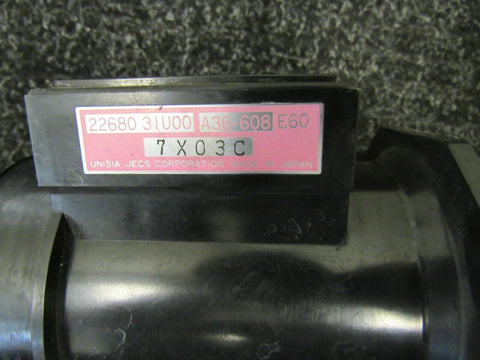 22680 31U00 A36-608 E60
7X03C
UNISIA JECS CORPORATION MADE IN JAPAN